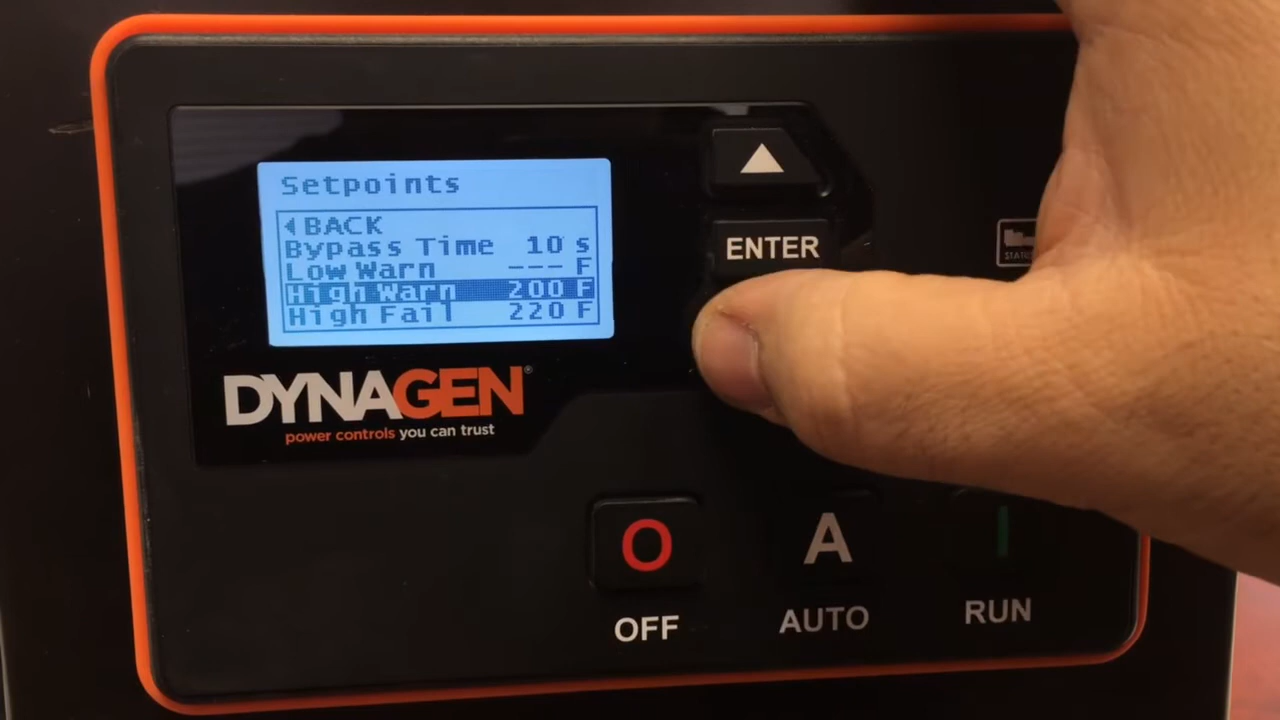 Setpoints
BACK
Bypass Time 10 s
Low Warn --- F
High Warn 200 F
High Fail 220 F
ENTER
DYNAGEN®
power controls you can trust
O
A
I
OFF
AUTO
RUN